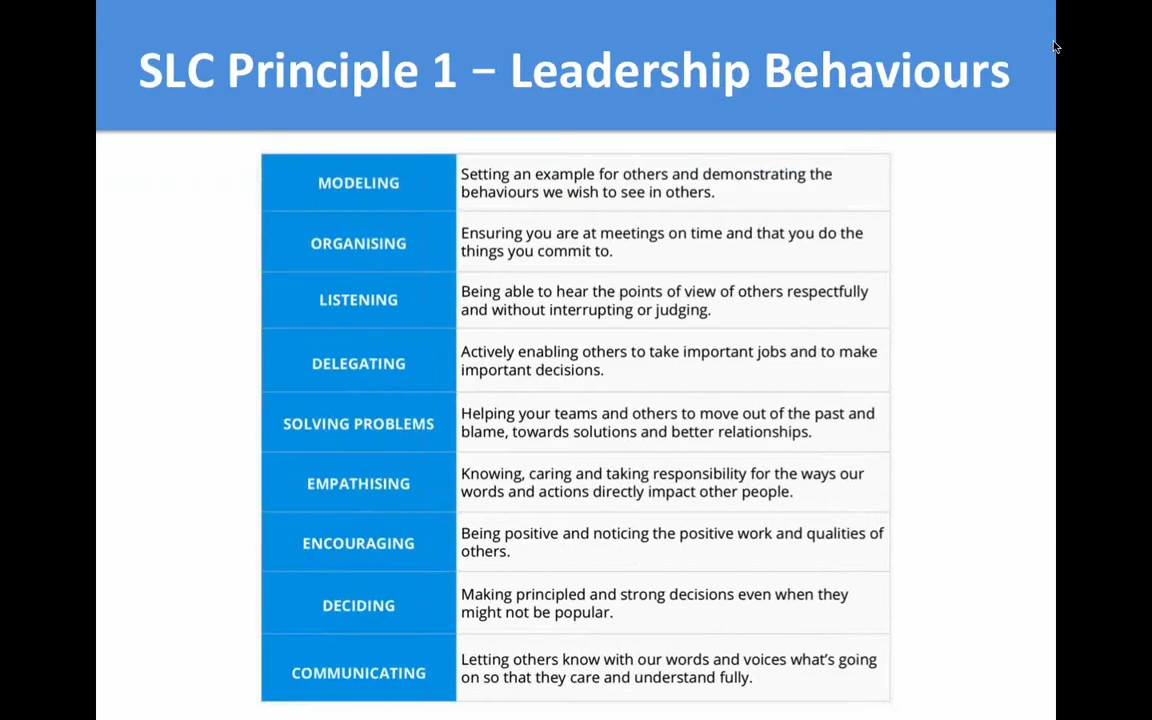 SLC Principle 1 – Leadership Behaviours
MODELING
Setting an example for others and demonstrating the
behaviours we wish to see in others.
ORGANISING
Ensuring you are at meetings on time and that you do the
things you commit to.
LISTENING
Being able to hear the points of view of others respectfully
and without interrupting or judging.
DELEGATING
Actively enabling others to take important jobs and to make
important decisions.
SOLVING PROBLEMS
Helping your teams and others to move out of the past and
blame, towards solutions and better relationships.
EMPATHISING
Knowing, caring and taking responsibility for the ways our
words and actions directly impact other people.
ENCOURAGING
Being positive and noticing the positive work and qualities of
others.
DECIDING
Making principled and strong decisions even when they
might not be popular.
COMMUNICATING
Letting others know with our words and voices what's going
on so that they care and understand fully.